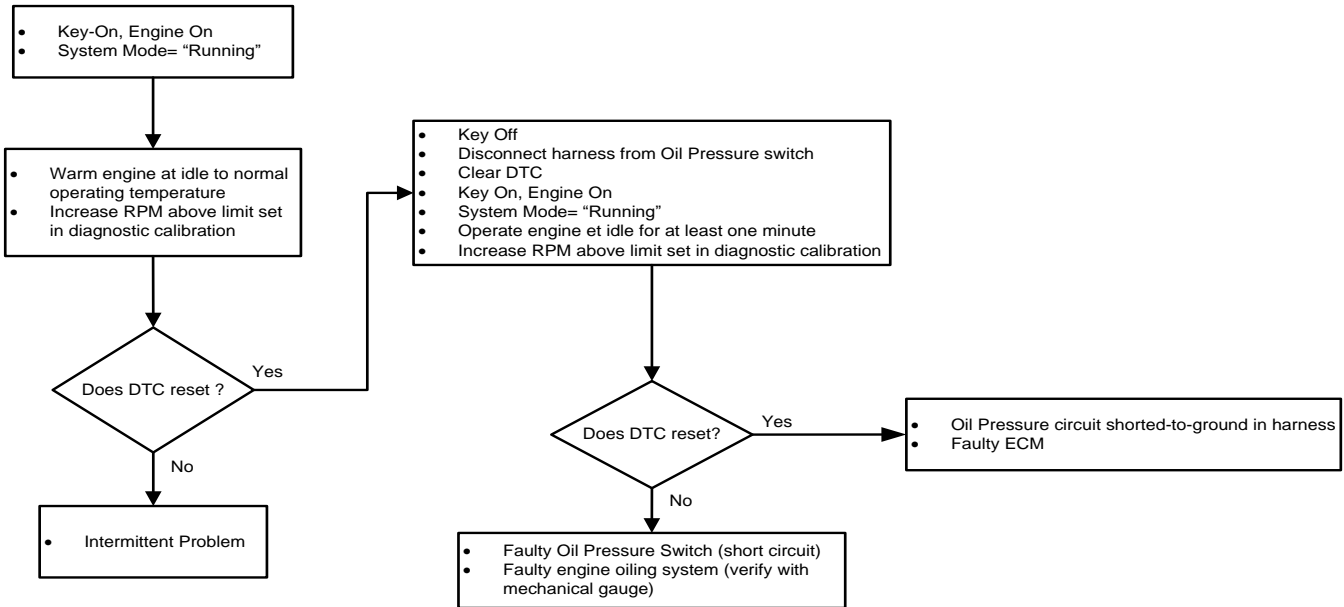 • Key-On, Engine On
• System Mode= “Running”
• Warm engine at idle to normal
operating temperature
• Increase RPM above limit set
in diagnostic calibration
Does DTC reset ?
Yes
No
• Intermittent Problem
• Key Off
• Disconnect harness from Oil Pressure switch
• Clear DTC
• Key On, Engine On
• System Mode= “Running”
• Operate engine et idle for at least one minute
• Increase RPM above limit set in diagnostic calibration
Does DTC reset?
Yes
• Oil Pressure circuit shorted-to-ground in harness
• Faulty ECM
No
• Faulty Oil Pressure Switch (short circuit)
• Faulty engine oiling system (verify with
mechanical gauge)